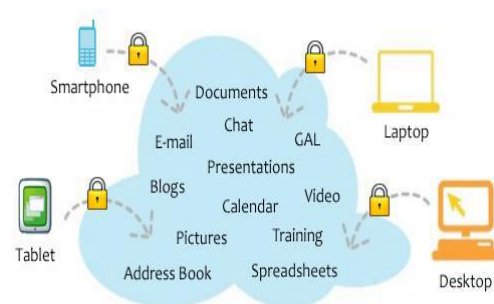 Smartphone
Documents
Chat
E-mail
GAL
Laptop
Presentations
Blogs
Video
Calendar
Tablet
Pictures
Training
Address Book
Spreadsheets
Desktop